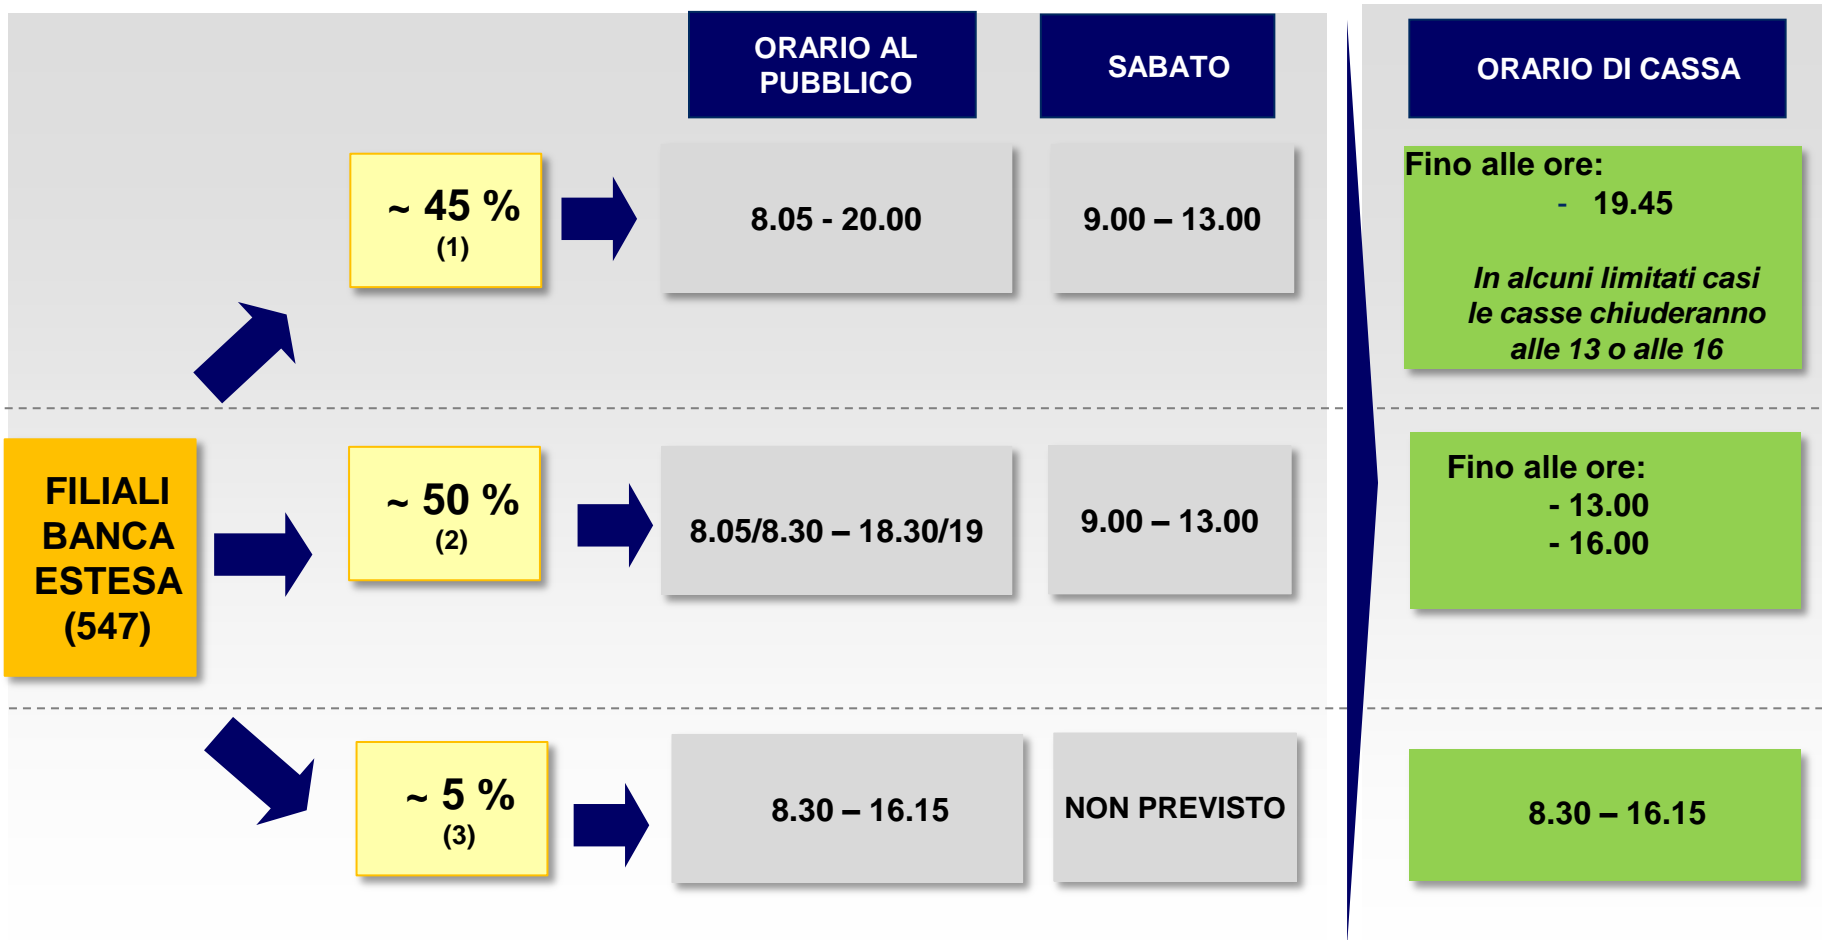 ORARIO AL
PUBBLICO
SABATO
ORARIO DI CASSA
~ 45 %
(1)
8.05 - 20.00
9.00 – 13.00
Fino alle ore:
- 19.45
In alcuni limitati casi
le casse chiuderanno
alle 13 o alle 16
FILIALI
BANCA
ESTESA
(547)
~ 50 %
(2)
8.05/8.30 – 18.30/19
9.00 – 13.00
Fino alle ore:
- 13.00
- 16.00
~ 5 %
(3)
8.30 – 16.15
NON PREVISTO
8.30 – 16.15